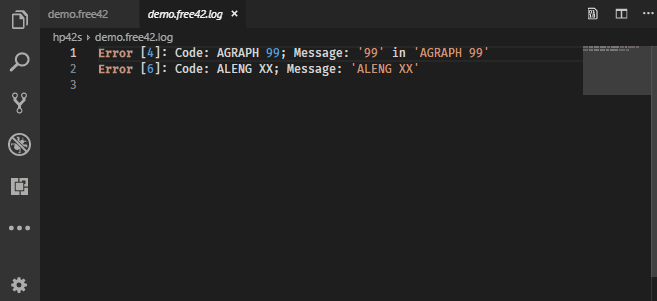 demo.free42 demo.free42.log ×
hp42s › demo.free42.log
1 Error [4]: Code: AGRAPH 99; Message: '99' in 'AGRAPH 99'
2 Error [6]: Code: ALENG XX; Message: 'ALENG XX'
3